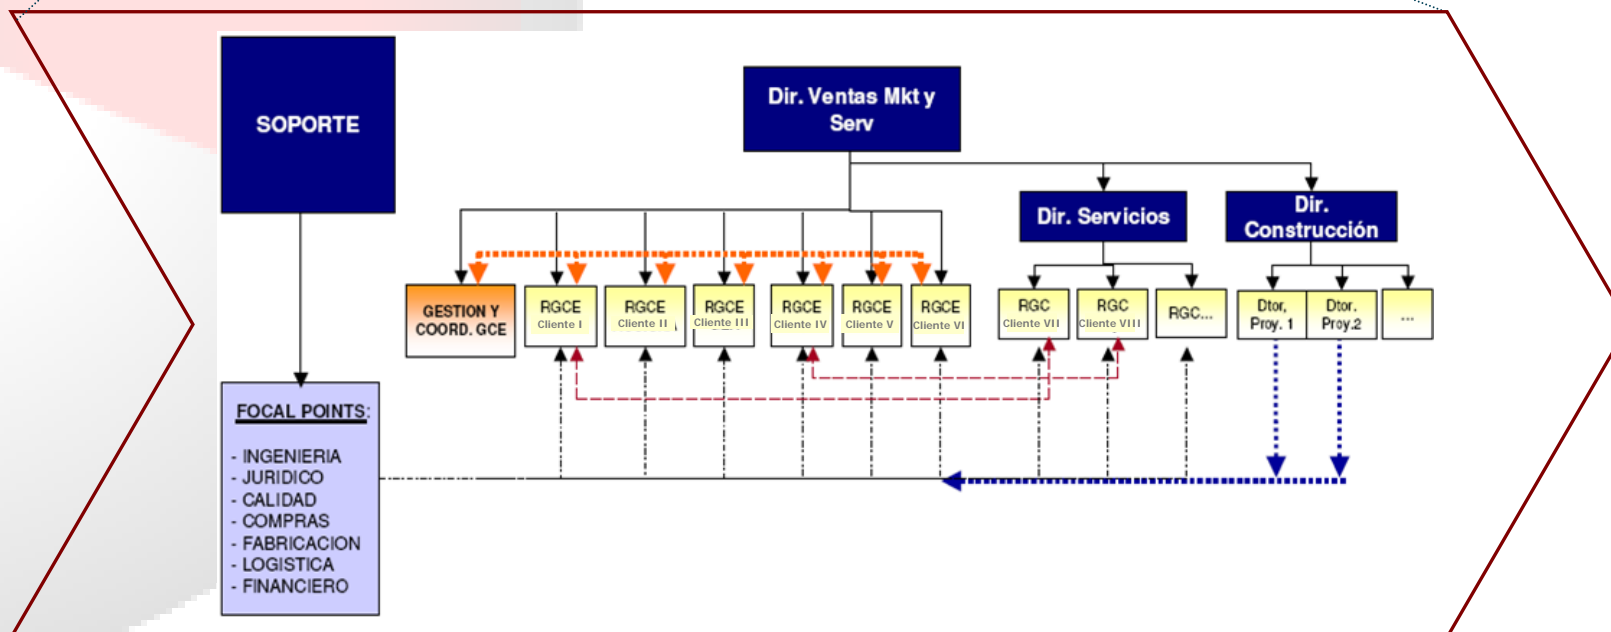 SOPORTE
Dir. Ventas Mkt y
Serv
Dir. Servicios
Dir.
Construcción
GESTION Y
COORD. GCE
RGCE
Cliente I
RGCE
Cliente II
RGCE
Cliente III
RGCE
Cliente IV
RGCE
Cliente V
RGCE
Cliente VI
RGC
Cliente VII
RGC
Cliente VIII
RGC...
Dtor,
Proy. 1
Dtor.
Proy.2
...
FOCAL POINTS:
- INGENIERIA
- JURIDICO
- CALIDAD
- COMPRAS
- FABRICACION
- LOGISTICA
- FINANCIERO